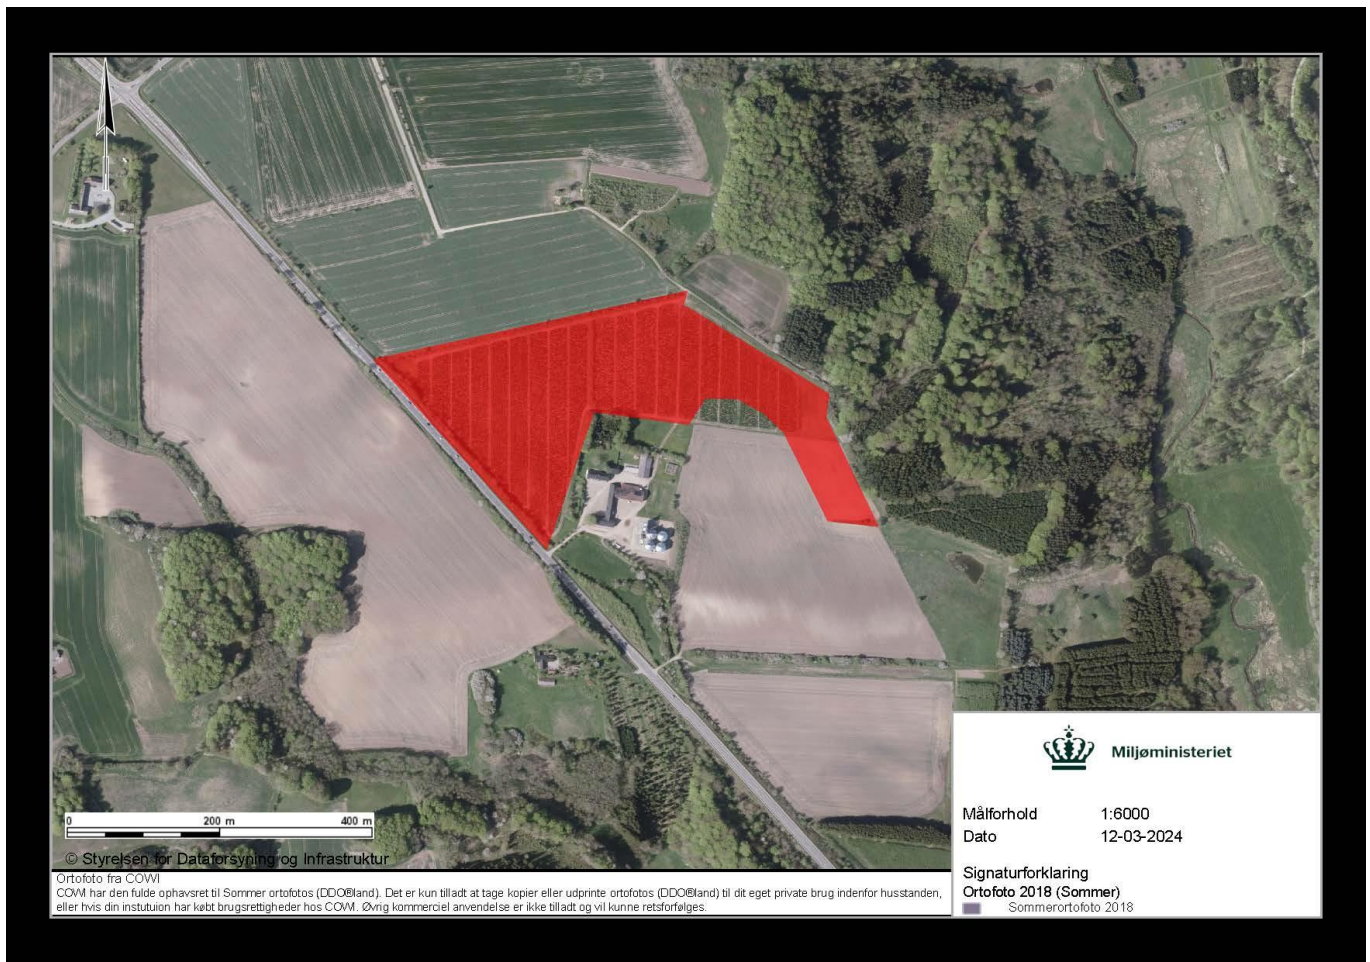 0 200 m 400 m
© Styrelsen for Dataforsyning og Infrastruktur
Ortofoto fra COWI
COWI har den fulde ophavsret til Sommer ortofotos (DDO®land). Det er kun tilladt at tage kopier eller udprinte ortofotos (DDO®land) til dit eget private brug indenfor husstanden,
eller hvis din instutuion har købt brugsrettigheder hos COWI. Øvrig kommerciel anvendelse er ikke tilladt og vil kunne retsforfølges.
Miljøministeriet
Målforhold 1:6000
Dato 12-03-2024
Signaturforklaring
Ortofoto 2018 (Sommer)
Sommerortofoto 2018